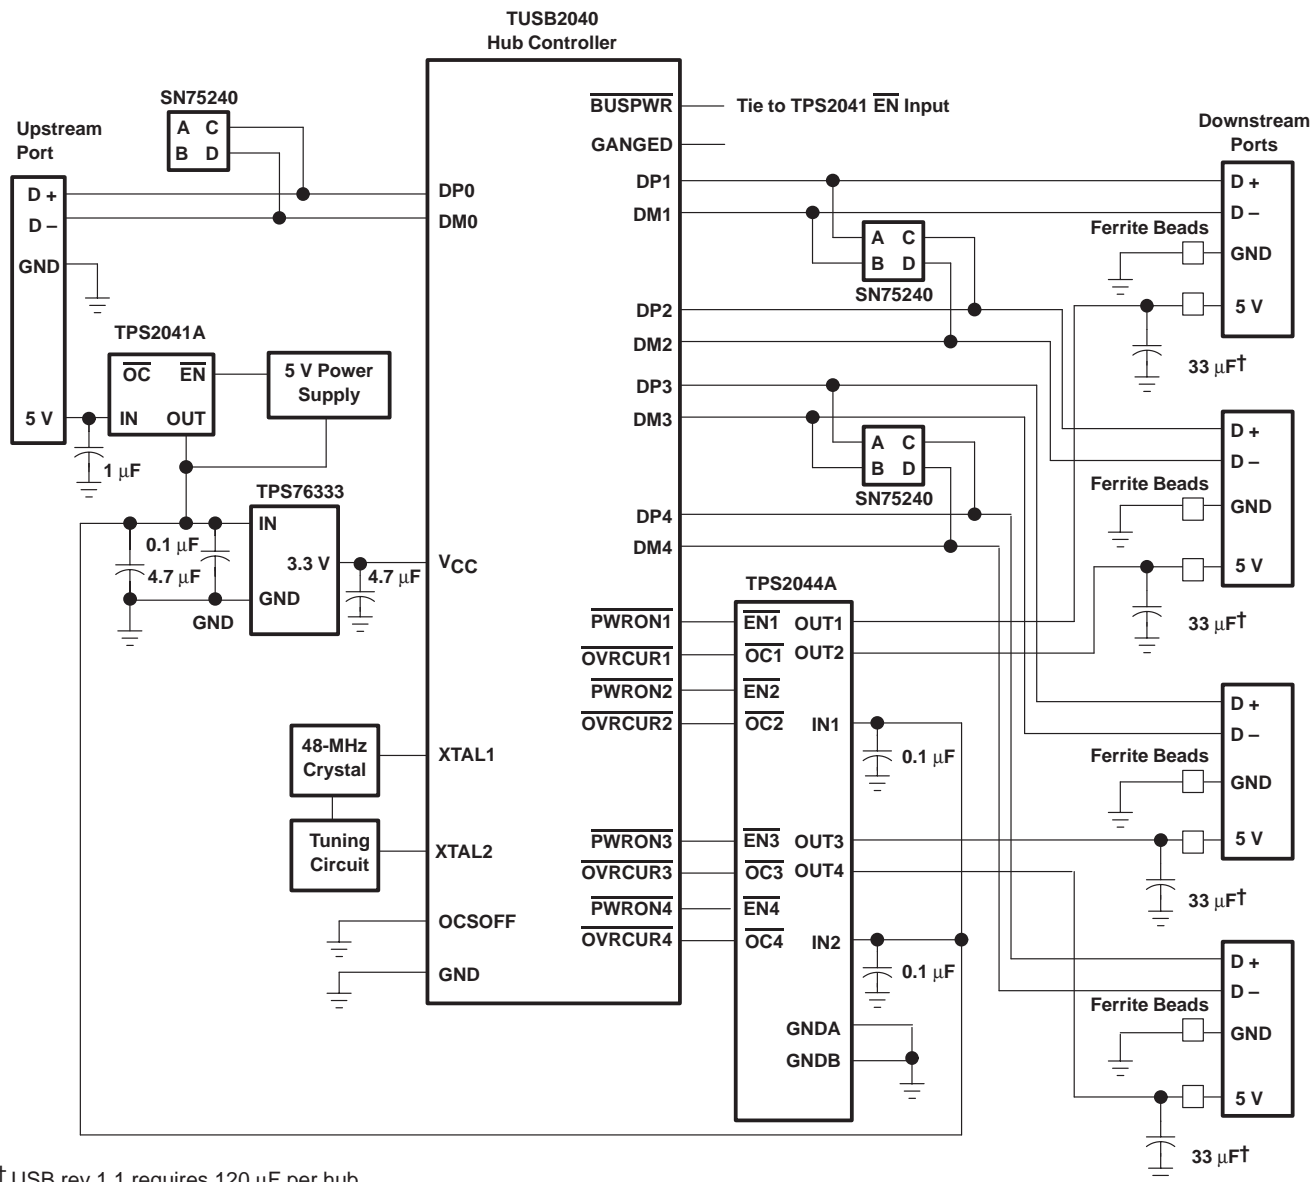 TUSB2040
Hub Controller
SN75240
A C
B D
Upstream
Port
D +
D –
GND
5 V
TPS2041A
OC EN
IN OUT
5 V Power
Supply
1 µF
TPS76333
IN
3.3 V
GND
0.1 µF
4.7 µF
GND
4.7 µF
48-MHz
Crystal
Tuning
Circuit
DP0
DM0
VCC
XTAL1
XTAL2
OCSOFF
GND
BUSPWR
Tie to TPS2041 EN Input
GANGED
DP1
DM1
DP2
DM2
DP3
DM3
DP4
DM4
PWRON1
OVRCUR1
PWRON2
OVRCUR2
PWRON3
OVRCUR3
PWRON4
OVRCUR4
A C
B D
SN75240
A C
B D
SN75240
TPS2044A
EN1 OUT1
OC1 OUT2
EN2
OC2 IN1
EN3 OUT3
OC3 OUT4
EN4
OC4 IN2
GNDA
GNDB
0.1 µF
0.1 µF
Downstream
Ports
D +
D –
Ferrite Beads
GND
5 V
33 µF†
D +
D –
Ferrite Beads
GND
5 V
33 µF†
D +
D –
Ferrite Beads
GND
5 V
33 µF†
D +
D –
Ferrite Beads
GND
5 V
33 µF†
† USB rev 1.1 requires 120 µF per hub